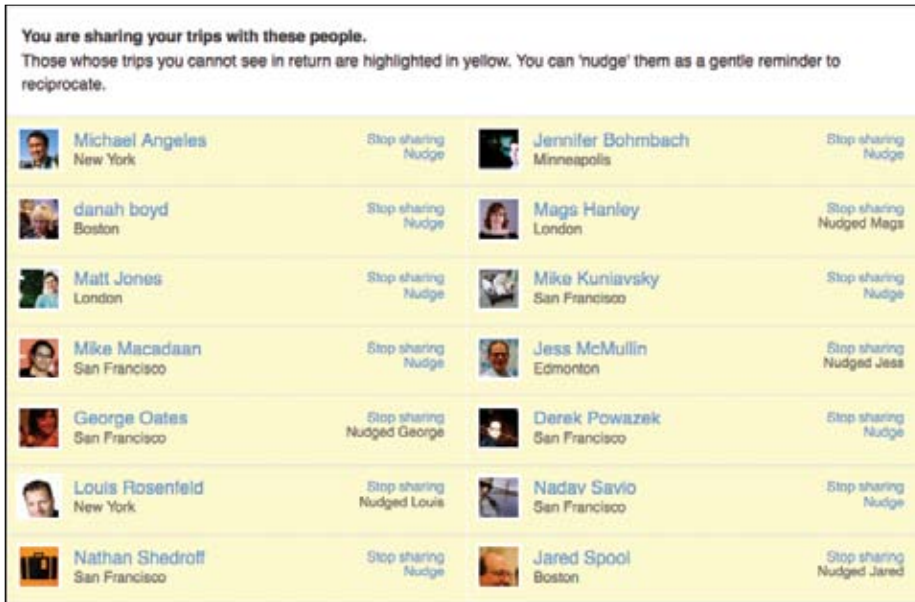 You are sharing your trips with these people.
Those whose trips you cannot see in return are highlighted in yellow. You can 'nudge' them as a gentle reminder to
reciprocate.
Michael Angeles Stop sharing
New York Nudge
Jennifer Bohmbach Stop sharing
Minneapolis Nudge
danah boyd Stop sharing
Boston Nudge
Mags Hanley Stop sharing
London Nudged Mags
Matt Jones Stop sharing
London Nudge
Mike Kuniavsky Stop sharing
San Francisco Nudge
Mike Macadaan Stop sharing
San Francisco Nudge
Jess McMullin Stop sharing
Edmonton Nudged Jess
George Oates Stop sharing
San Francisco Nudged George
Derek Powazek Stop sharing
San Francisco Nudge
Louis Rosenfeld Stop sharing
New York Nudged Louis
Nadav Savio Stop sharing
San Francisco Nudge
Nathan Shedroff Stop sharing
San Francisco Nudge
Jared Spool Stop sharing
Boston Nudged Jared